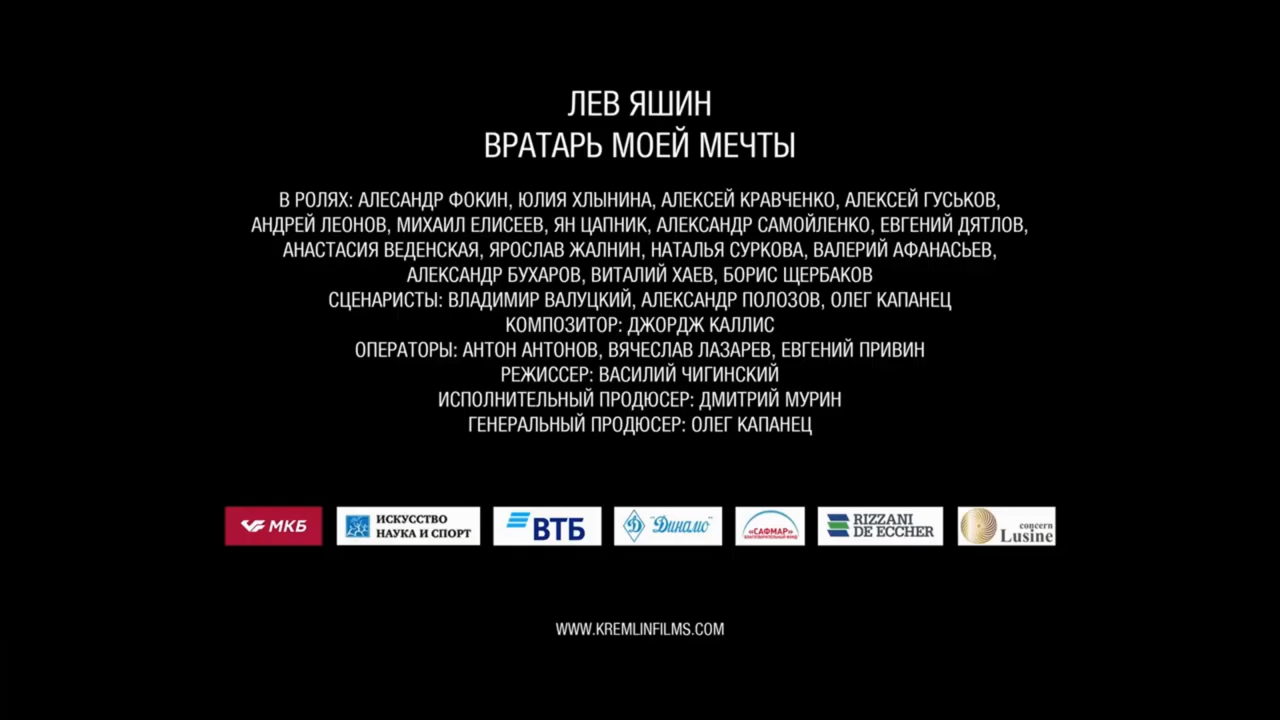 ЛЕВ ЯШИН
ВРАТАРЬ МОЕЙ МЕЧТЫ
В РОЛЯХ: АЛЕСАНДР ФОКИН, ЮЛИЯ ХЛЫНИНА, АЛЕКСЕЙ КРАВЧЕНКО, АЛЕКСЕЙ ГУСЬКОВ,
АНДРЕЙ ЛЕОНОВ, МИХАИЛ ЕЛИСЕЕВ, ЯН ЦАПНИК, АЛЕКСАНДР САМОЙЛЕНКО, ЕВГЕНИЙ ДЯТЛОВ,
АНАСТАСИЯ ВЕДЕНСКАЯ, ЯРОСЛАВ ЖАЛНИН, НАТАЛЬЯ СУРКОВА, ВАЛЕРИЙ АФАНАСЬЕВ,
АЛЕКСАНДР БУХАРОВ, ВИТАЛИЙ ХАЕВ, БОРИС ЩЕРБАКОВ
СЦЕНАРИСТЫ: ВЛАДИМИР ВАЛУЦКИЙ, АЛЕКСАНДР ПОЛОЗОВ, ОЛЕГ КАПАНЕЦ
КОМПОЗИТОР: ДЖОРДЖ КАЛЛИС
ОПЕРАТОРЫ: АНТОН АНТОНОВ, ВЯЧЕСЛАВ ЛАЗАРЕВ, ЕВГЕНИЙ ПРИВИН
РЕЖИССЕР: ВАСИЛИЙ ЧИГИНСКИЙ
ИСПОЛНИТЕЛЬНЫЙ ПРОДЮСЕР: ДМИТРИЙ МУРИН
ГЕНЕРАЛЬНЫЙ ПРОДЮСЕР: ОЛЕГ КАПАНЕЦ
МКБ
ИСКУССТВО
НАУКА И СПОРТ
ВТБ
Д "Динамо"
«САФМАР»
БЛАГОТВОРИТЕЛЬНЫЙ ФОНД
RIZZANI
DE ECCHER
concern
Lusine
WWW.KREMLINFILMS.COM